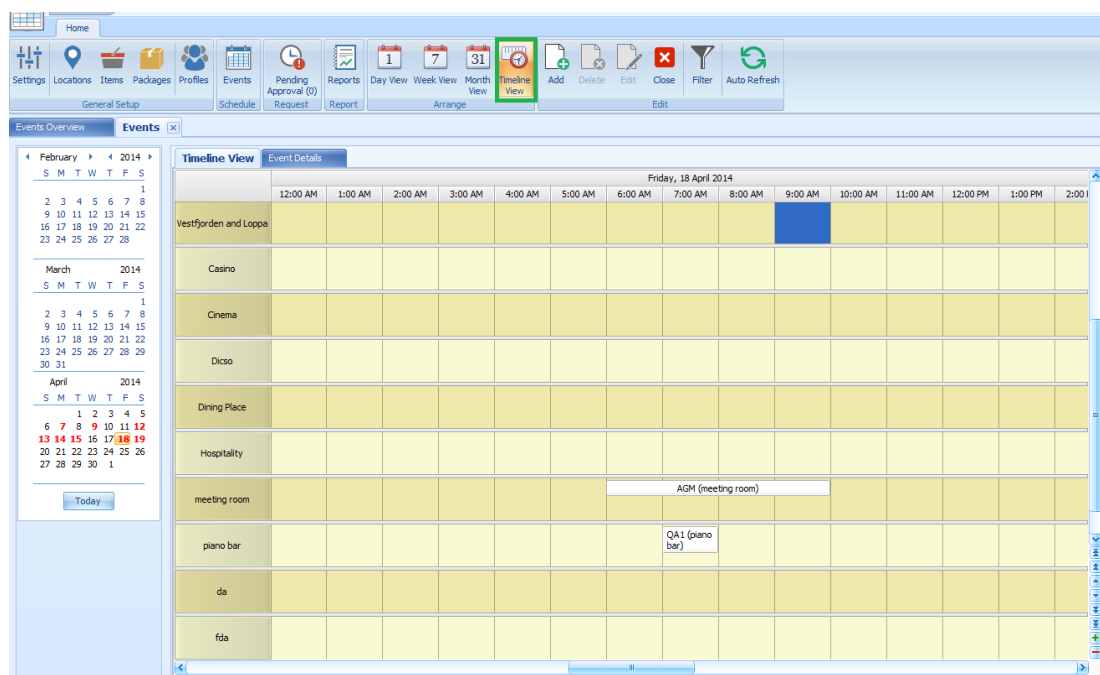 Home
Settings Locations Items Packages Profiles Events Pending Approval (0) Reports Day View Week View Month View Timeline View Add Delete Edit Close Filter Auto Refresh
1 7 31
General Setup Schedule Request Report Arrange Edit
Events Overview Events
February 2014
S M T W T F S
1
2 3 4 5 6 7 8
9 10 11 12 13 14 15
16 17 18 19 20 21 22
23 24 25 26 27 28
March 2014
S M T W T F S
1
2 3 4 5 6 7 8
9 10 11 12 13 14 15
16 17 18 19 20 21 22
23 24 25 26 27 28 29
30 31
April 2014
S M T W T F S
1 2 3 4 5
6 7 8 9 10 11 12
13 14 15 16 17 18 19
20 21 22 23 24 25 26
27 28 29 30 1
Today
Timeline View Event Details
Friday, 18 April 2014
12:00 AM 1:00 AM 2:00 AM 3:00 AM 4:00 AM 5:00 AM 6:00 AM 7:00 AM 8:00 AM 9:00 AM 10:00 AM 11:00 AM 12:00 PM 1:00 PM 2:00
Vestfjorden and Loppa
Casino
Cinema
Dicso
Dining Place
Hospitality
meeting room
AGM (meeting room)
piano bar
QA1 (piano
bar)
da
fda